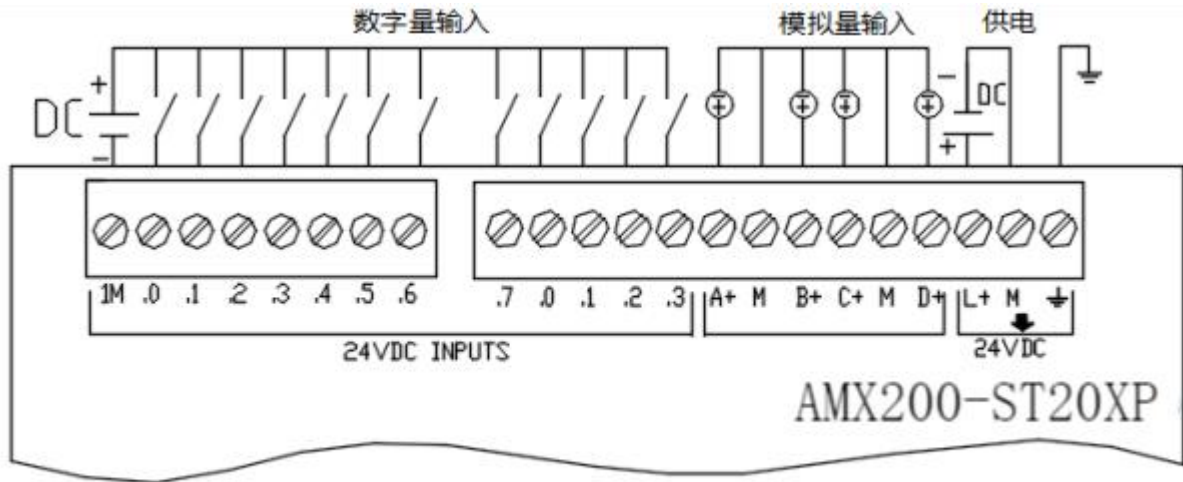 数字量输入 模拟量输入 供电
+ - DC
DC
- +
1M .0 .1 .2 .3 .4 .5 .6 .7 .0 .1 .2 .3 A+ M B+ C+ M D+ L+ M
24VDC INPUTS 24VDC
AMX200-ST20XP